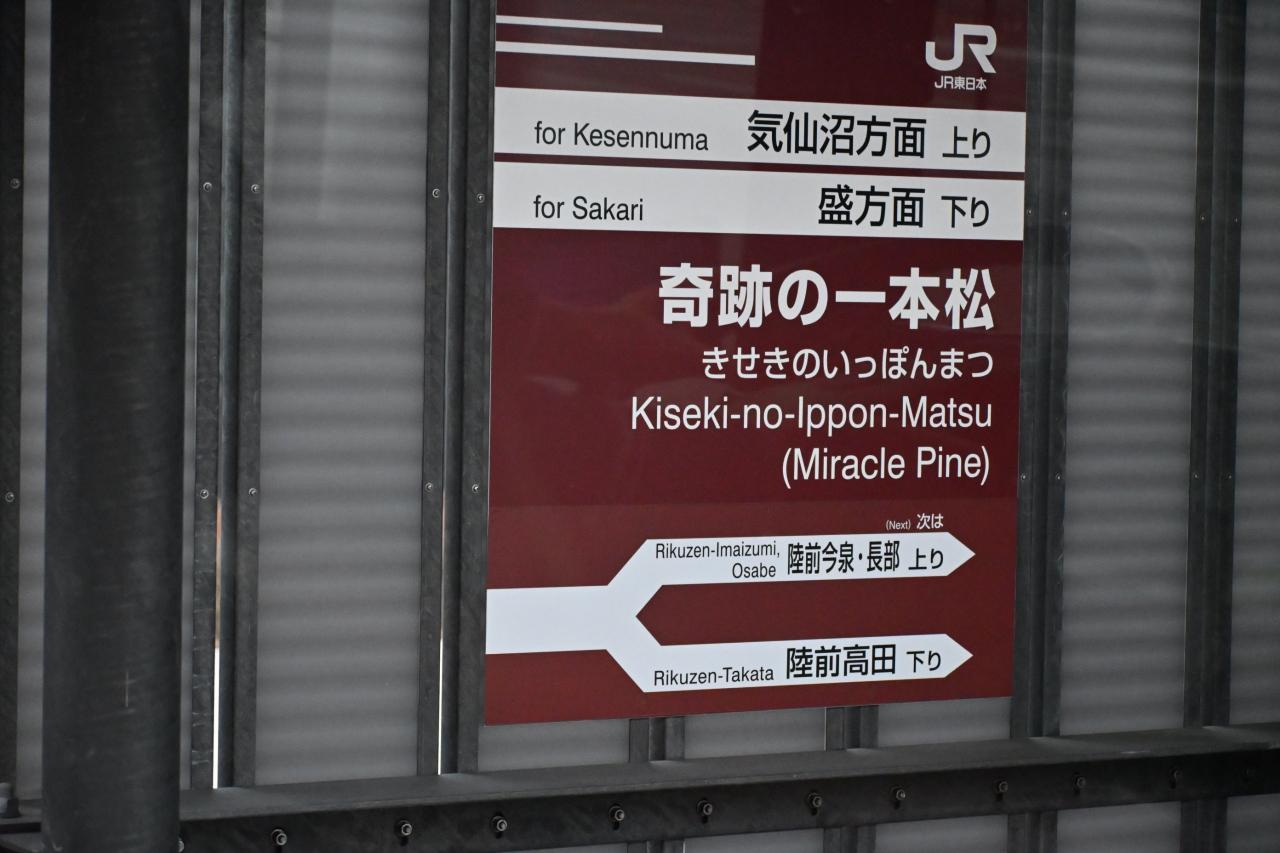 JR
JR東日本
for Kesennuma 気仙沼方面 上り
for Sakari 盛方面 下り
奇跡の一本松
きせきのいっぽんまつ
Kiseki-no-Ippon-Matsu
(Miracle Pine)
(Next) 次は
Rikuzen-Imaizumi,
Osabe 陸前今泉・長部 上り
Rikuzen-Takata 陸前高田 下り